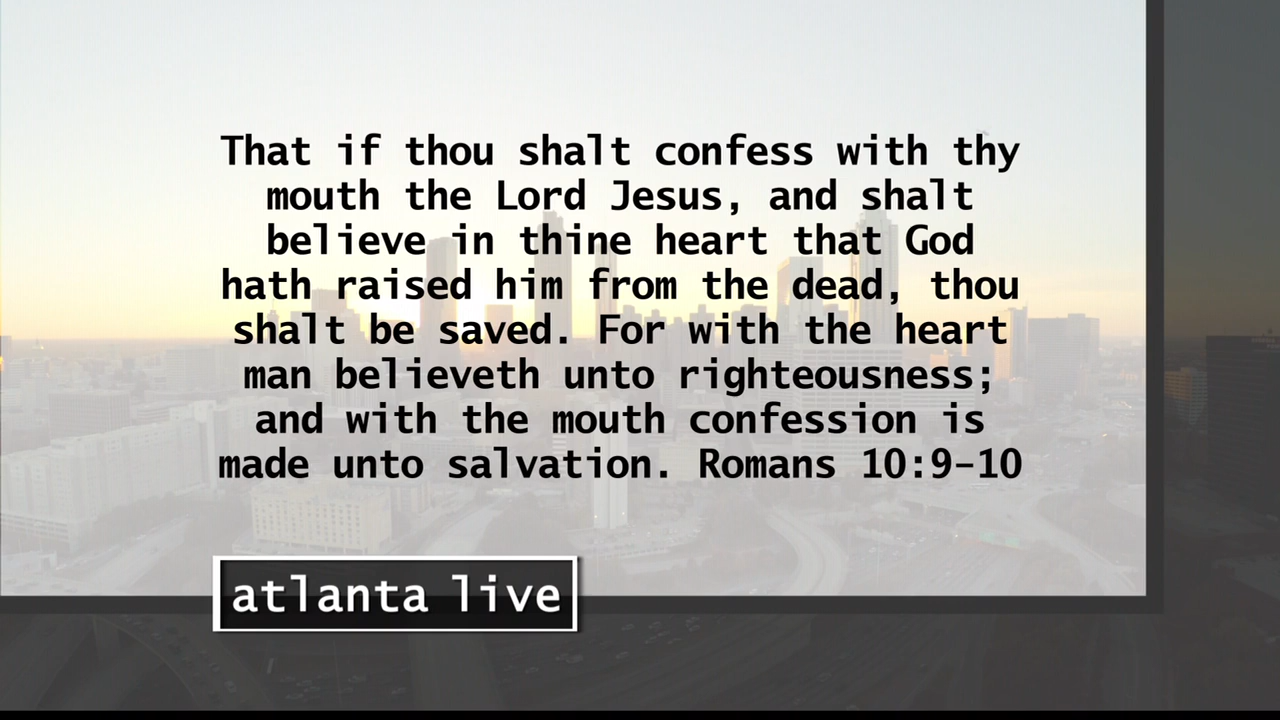 That if thou shalt confess with thy
mouth the Lord Jesus, and shalt
believe in thine heart that God
hath raised him from the dead, thou
shalt be saved. For with the heart
man believeth unto righteousness;
and with the mouth confession is
made unto salvation. Romans 10:9-10
atlanta live